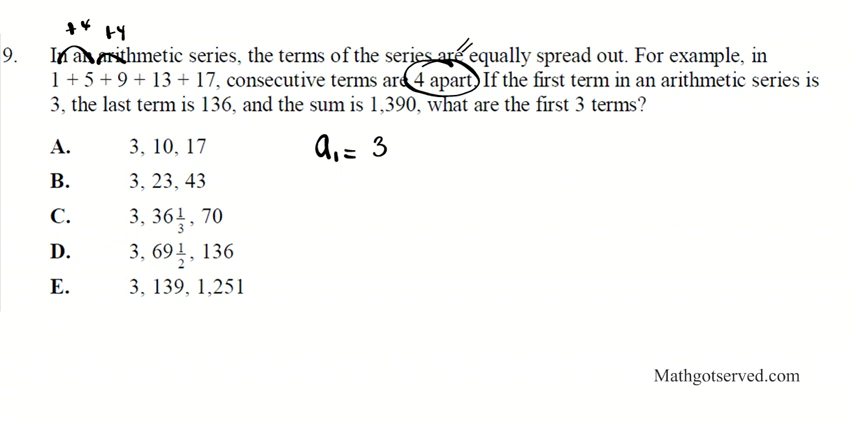 +4 +4
9. In an arithmetic series, the terms of the series are equally spread out. For example, in
1 + 5 + 9 + 13 + 17, consecutive terms are 4 apart. If the first term in an arithmetic series is
3, the last term is 136, and the sum is 1,390, what are the first 3 terms?
A. 3, 10, 17 a₁ = 3
B. 3, 23, 43
C. 3, 36⅓, 70
D. 3, 69½, 136
E. 3, 139, 1,251
Mathgotserved.com